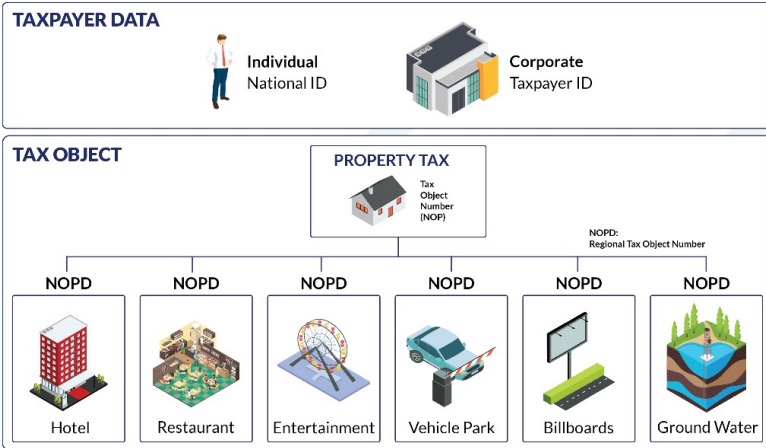 TAXPAYER DATA
Individual
National ID
Corporate
Taxpayer ID
TAX OBJECT
PROPERTY TAX
Tax
Object
Number
(NOP)
NOPD:
Regional Tax Object Number
NOPD
NOPD
NOPD
NOPD
NOPD
NOPD
Hotel
Restaurant
Entertainment
Vehicle Park
Billboards
Ground Water